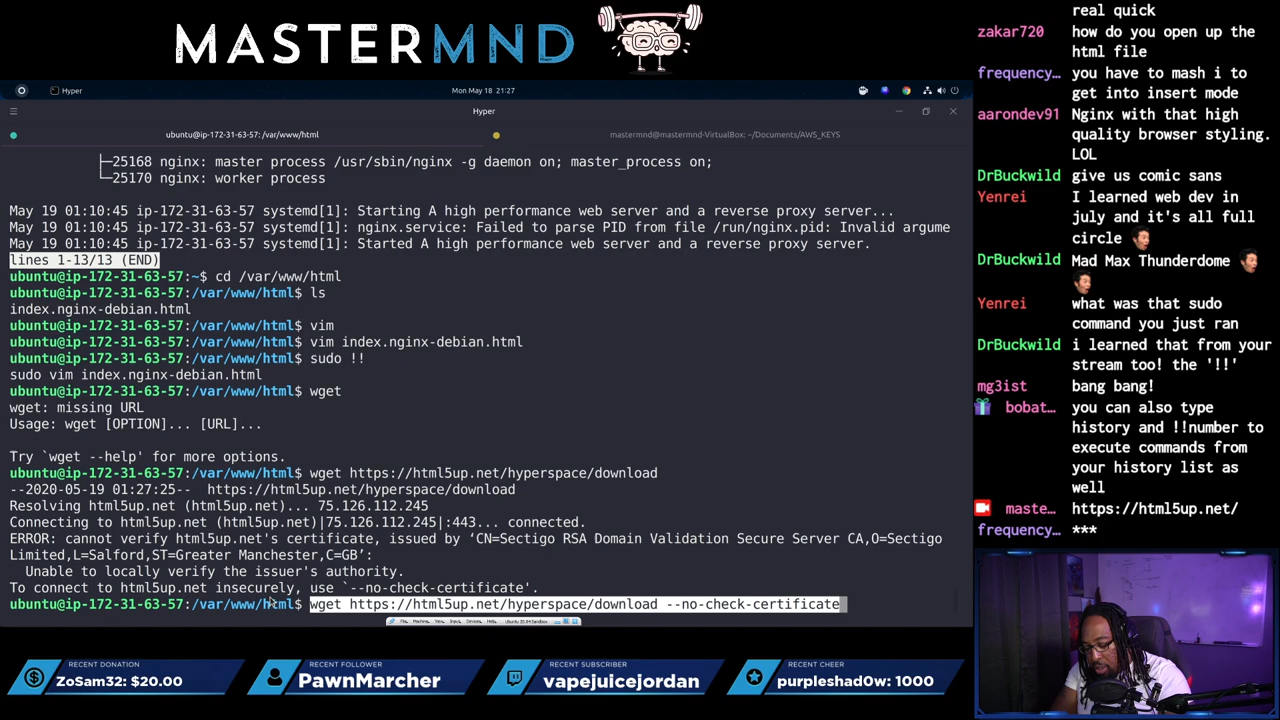 MASTERMND
Hyper
Mon May 18 21:27
Hyper
ubuntu@ip-172-31-63-57: /var/www/html
mastermnd@mastermnd-VirtualBox: ~/Documents/AWS_KEYS
├─25168 nginx: master process /usr/sbin/nginx -g daemon on; master_process on;
└─25170 nginx: worker process
May 19 01:10:45 ip-172-31-63-57 systemd[1]: Starting A high performance web server and a reverse proxy server...
May 19 01:10:45 ip-172-31-63-57 systemd[1]: nginx.service: Failed to parse PID from file /run/nginx.pid: Invalid argume
May 19 01:10:45 ip-172-31-63-57 systemd[1]: Started A high performance web server and a reverse proxy server.
lines 1-13/13 (END)
ubuntu@ip-172-31-63-57:~$ cd /var/www/html
ubuntu@ip-172-31-63-57:/var/www/html$ ls
index.nginx-debian.html
ubuntu@ip-172-31-63-57:/var/www/html$ vim
ubuntu@ip-172-31-63-57:/var/www/html$ vim index.nginx-debian.html
ubuntu@ip-172-31-63-57:/var/www/html$ sudo !!
sudo vim index.nginx-debian.html
ubuntu@ip-172-31-63-57:/var/www/html$ wget
wget: missing URL
Usage: wget [OPTION]... [URL]...
Try `wget --help' for more options.
ubuntu@ip-172-31-63-57:/var/www/html$ wget https://html5up.net/hyperspace/download
--2020-05-19 01:27:25--  https://html5up.net/hyperspace/download
Resolving html5up.net (html5up.net)... 75.126.112.245
Connecting to html5up.net (html5up.net)|75.126.112.245|:443... connected.
ERROR: cannot verify html5up.net's certificate, issued by ‘CN=Sectigo RSA Domain Validation Secure Server CA,O=Sectigo
Limited,L=Salford,ST=Greater Manchester,C=GB’:
Unable to locally verify the issuer's authority.
To connect to html5up.net insecurely, use `--no-check-certificate'.
ubuntu@ip-172-31-63-57:/var/www/html$ wget https://html5up.net/hyperspace/download --no-check-certificate
File, Machine, View, Input, Devices, Help,
real quick
zakar720 how do you open up the
html file
frequency... you have to mash i to
get into insert mode
aarondev91 Nginx with that high
quality browser styling.
LOL
DrBuckwild give us comic sans
Yenrei I learned web dev in
july and it's all full
circle
DrBuckwild Mad Max Thunderdome
Yenrei what was that sudo
command you just ran
DrBuckwild i learned that from your
stream too! the '!!'
mg3ist bang bang!
bobat... you can also type
history and !!number to
execute commands from
your history list as
well
maste... https://html5up.net/
frequency... ***
RECENT DONATION
ZoSam32: $20.00
RECENT FOLLOWER
PawnMarcher
RECENT SUBSCRIBER
vapejuicejordan
RECENT CHEER
purpleshad0w: 1000